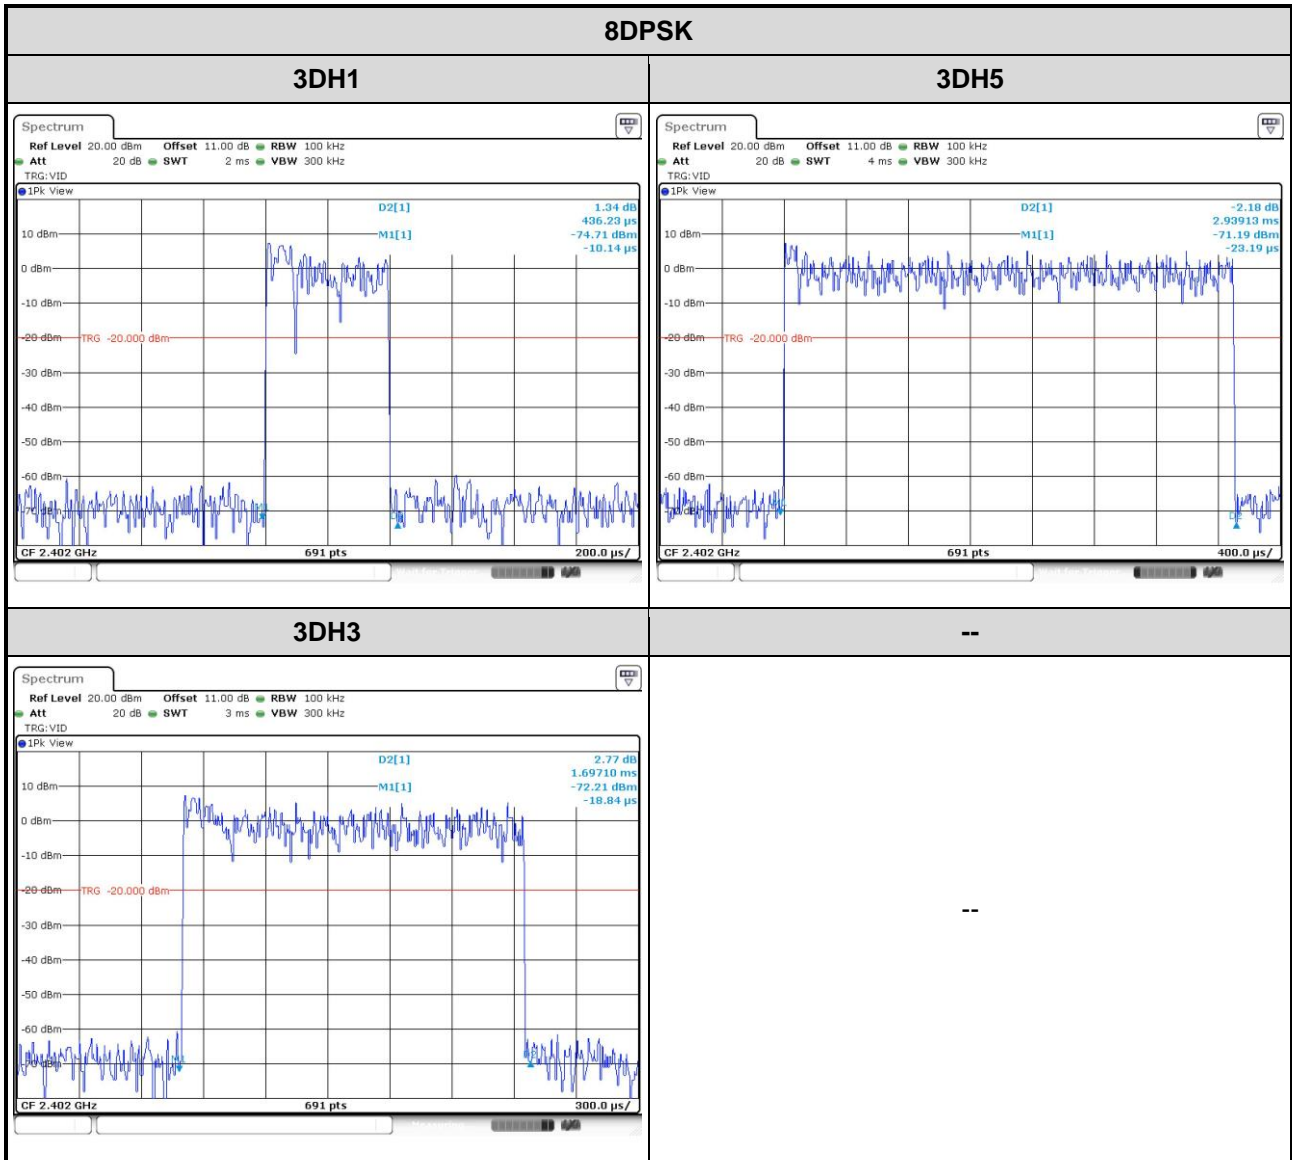 8DPSK
3DH1
3DH5
Spectrum
Ref Level 20.00 dBm Offset 11.00 dB RBW 100 kHz
Att 20 dB SWT 2 ms VBW 300 kHz
TRG:VID
1Pk View
D2[1] 1.34 dB
436.23 µs
M1[1] -74.71 dBm
-10.14 µs
10 dBm
0 dBm
-10 dBm
-20 dBm
TRG -20.000 dBm
-30 dBm
-40 dBm
-50 dBm
-60 dBm
CF 2.402 GHz 691 pts 200.0 µs/
Spectrum
Ref Level 20.00 dBm Offset 11.00 dB RBW 100 kHz
Att 20 dB SWT 4 ms VBW 300 kHz
TRG:VID
1Pk View
D2[1] -2.18 dB
2.93913 ms
M1[1] -71.19 dBm
-23.19 µs
10 dBm
0 dBm
-10 dBm
-20 dBm
TRG -20.000 dBm
-30 dBm
-40 dBm
-50 dBm
-60 dBm
CF 2.402 GHz 691 pts 400.0 µs/
3DH3
--
Spectrum
Ref Level 20.00 dBm Offset 11.00 dB RBW 100 kHz
Att 20 dB SWT 3 ms VBW 300 kHz
TRG:VID
1Pk View
D2[1] 2.77 dB
1.69710 ms
M1[1] -72.21 dBm
-18.84 µs
10 dBm
0 dBm
-10 dBm
-20 dBm
TRG -20.000 dBm
-30 dBm
-40 dBm
-50 dBm
-60 dBm
CF 2.402 GHz 691 pts 300.0 µs/
--